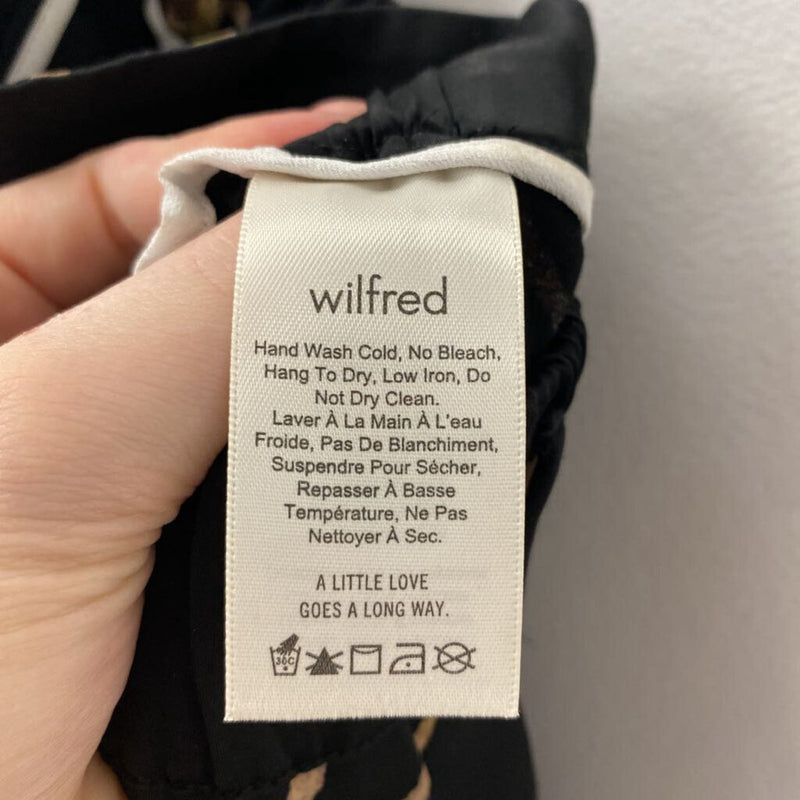 wilfred
Hand Wash Cold, No Bleach,
Hang To Dry, Low Iron, Do
Not Dry Clean.
Laver À La Main À L'eau
Froide, Pas De Blanchiment,
Suspendre Pour Sécher,
Repasser À Basse
Température, Ne Pas
Nettoyer À Sec.
A LITTLE LOVE
GOES A LONG WAY.
30C